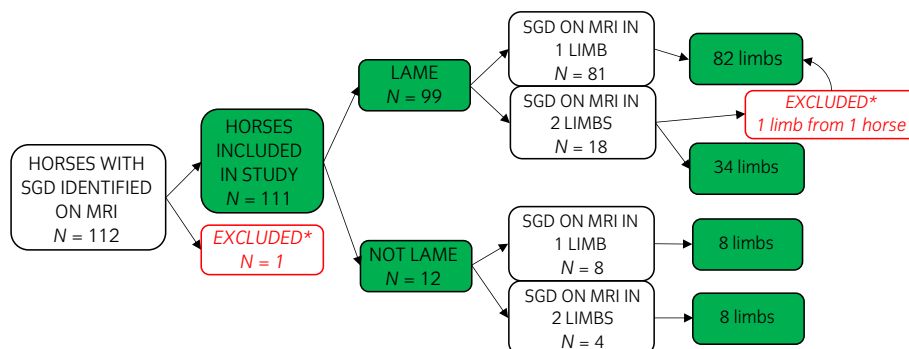 HORSES WITH
SGD IDENTIFIED
ON MRI
N = 112
HORSES
INCLUDED
IN STUDY
N = 111
EXCLUDED*
N = 1
LAME
N = 99
NOT LAME
N = 12
SGD ON MRI IN
1 LIMB
N = 81
SGD ON MRI IN
2 LIMBS
N = 18
SGD ON MRI IN
1 LIMB
N = 8
SGD ON MRI IN
2 LIMBS
N = 4
82 limbs
EXCLUDED*
1 limb from 1 horse
34 limbs
8 limbs
8 limbs